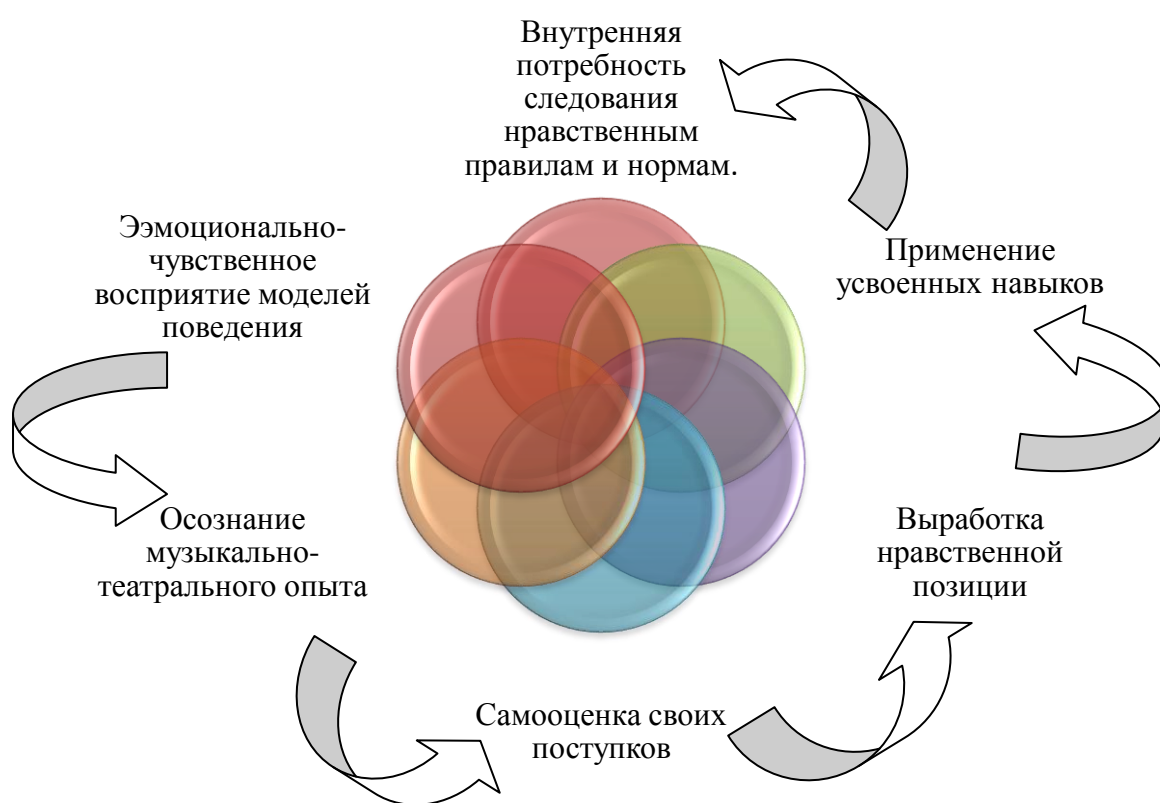 Внутренняя
потребность
следования
нравственным
правилам и нормам.
Ээмоционально-
чувственное
восприятие моделей
поведения
Применение
усвоенных навыков
Осознание
музыкально-
театрального опыта
Выработка
нравственной
позиции
Самооценка своих
поступков